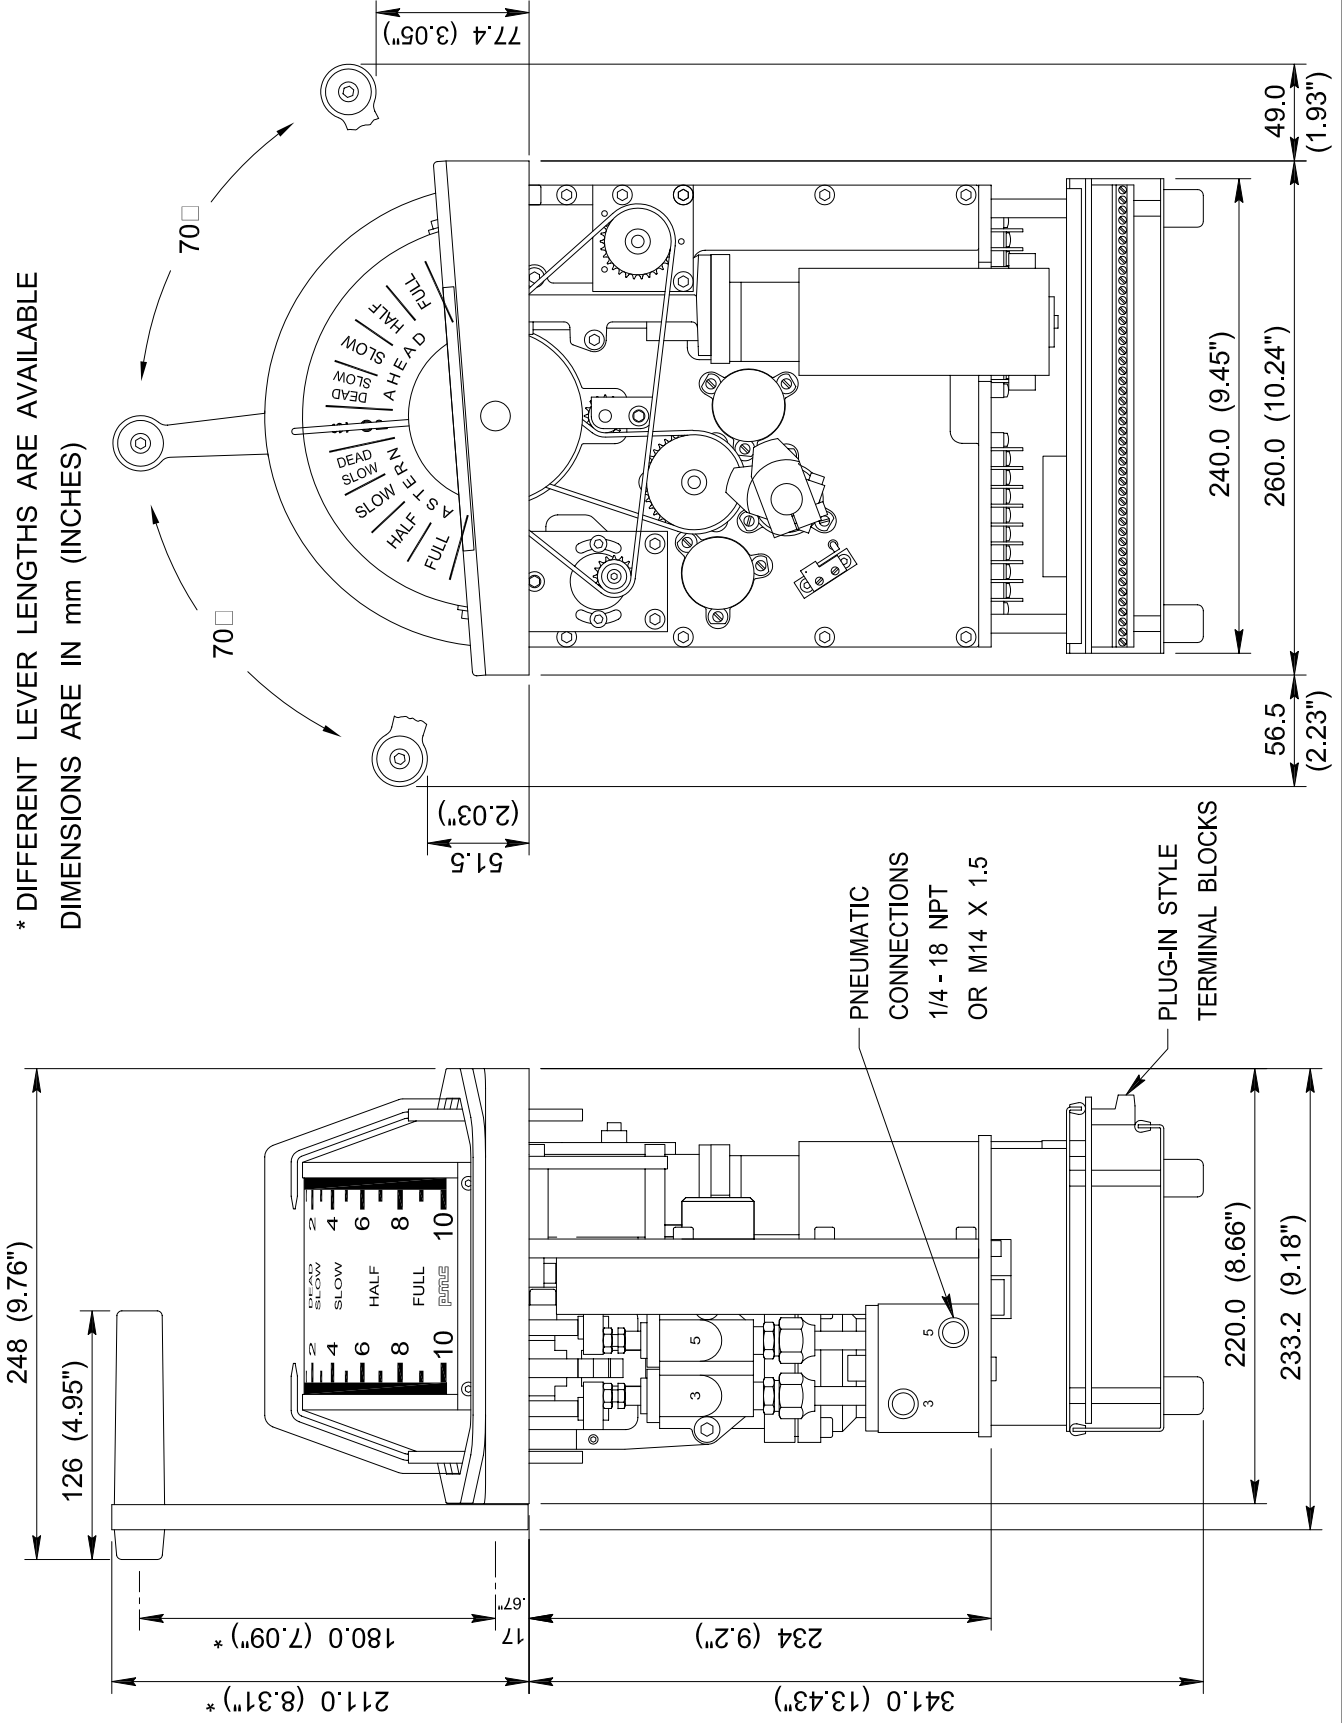 * DIFFERENT LEVER LENGTHS ARE AVAILABLE
DIMENSIONS ARE IN mm (INCHES)
248 (9.76")
126 (4.95")
2 DEAD SLOW 2
4 SLOW 4
6 HALF 6
8 FULL 8
10 pmc 10
180.0 (7.09") *
17
.67"
211.0 (8.31") *
234 (9.2")
341.0 (13.43")
3
5
3
5
PNEUMATIC
CONNECTIONS
1/4 - 18 NPT
OR M14 X 1.5
PLUG-IN STYLE
TERMINAL BLOCKS
220.0 (8.66")
233.2 (9.18")
70□
70□
77.4 (3.05")
51.5
(2.03")
FULL
HALF
SLOW
DEAD
SLOW
ASTERN
DEAD
SLOW
SLOW
HALF
FULL
AHEAD
56.5
(2.23")
240.0 (9.45")
260.0 (10.24")
49.0
(1.93")